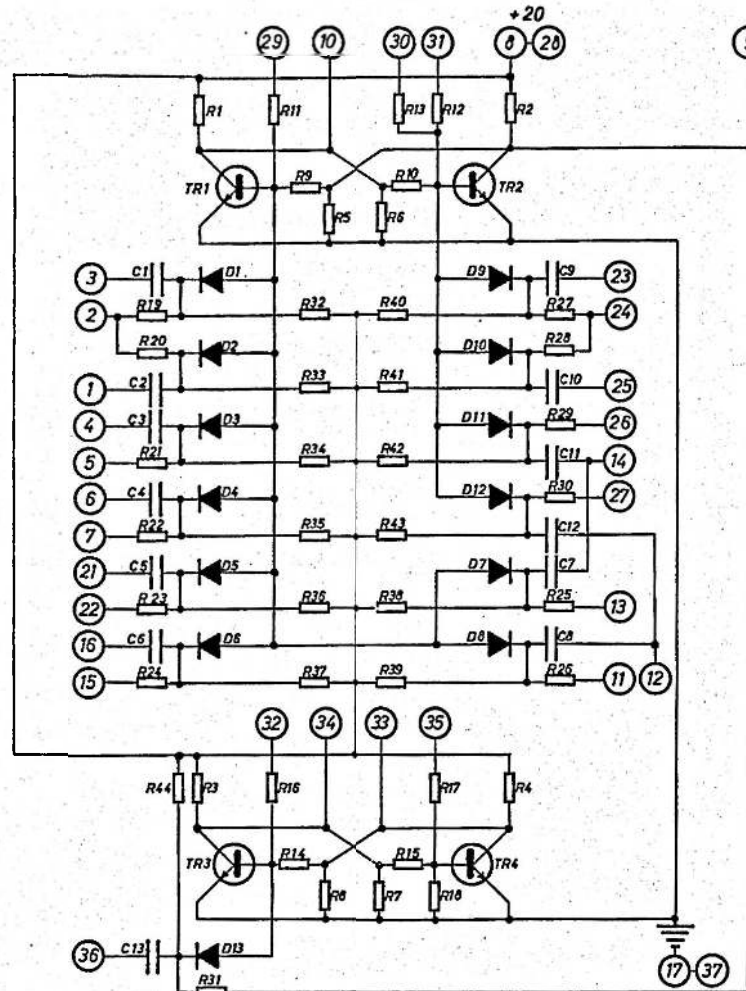 +20
29 10 30 31 8 - 28
R1 R11 R13 R12 R2
TR1 R9 R10 TR2
R5 R6
3 C1 D1 D9 C9 23
2 R19 R32 R40 R27 24
R20 D2 D10 R28
1 C2 R33 R41 C10 25
4 C3 D3 D11 R29 26
5 R21 R34 R42 C11 14
6 C4 D4 D12 R30 27
7 R22 R35 R43 C12
21 C5 D5 D7 C7
22 R23 R36 R38 R25 13
16 C6 D6 D8 C8
15 R24 R37 R39 R26 11 12
32 34 33 35
R44 R3 R16 R17 R4
TR3 R14 R15 TR4
R8 R7 R18
36 C13 D13
17 - 37
R31